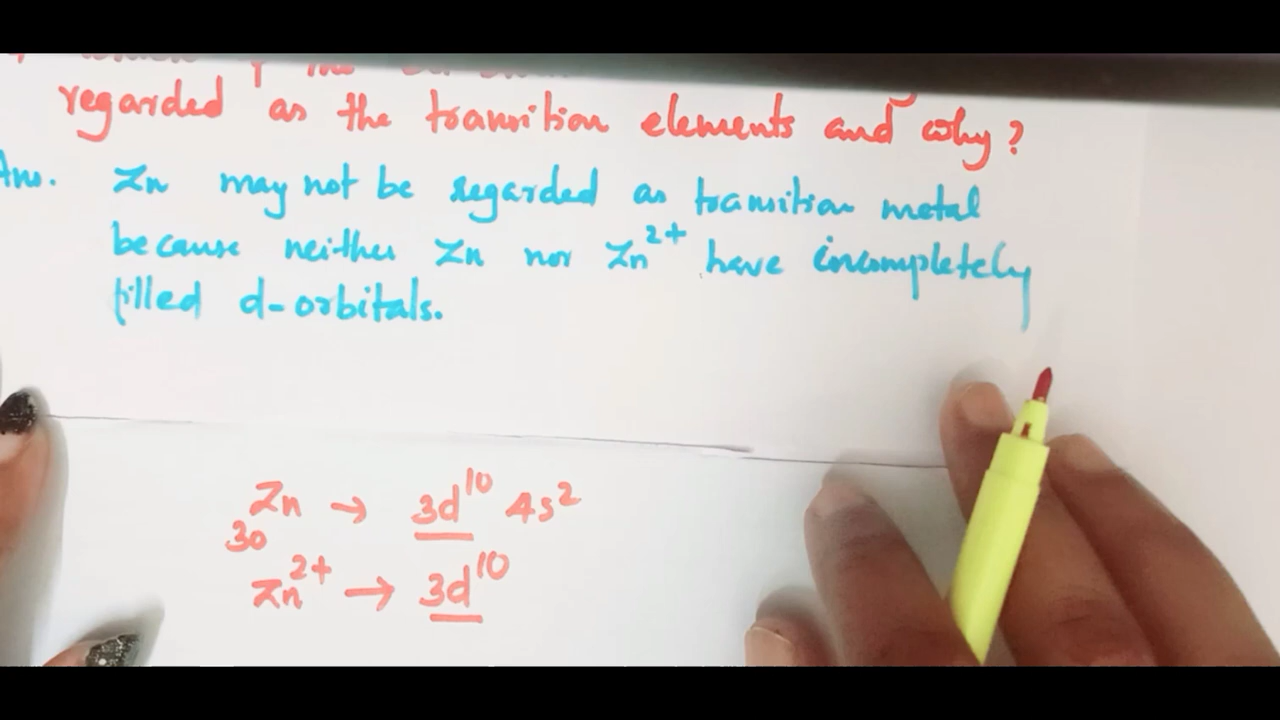 regarded as the transition elements and why?
Ans. Zn may not be regarded as transition metal
because neither Zn nor Zn²⁺ have incompletely
filled d-orbitals.
₃₀Zn → 3d¹⁰ 4s²
Zn²⁺ → 3d¹⁰